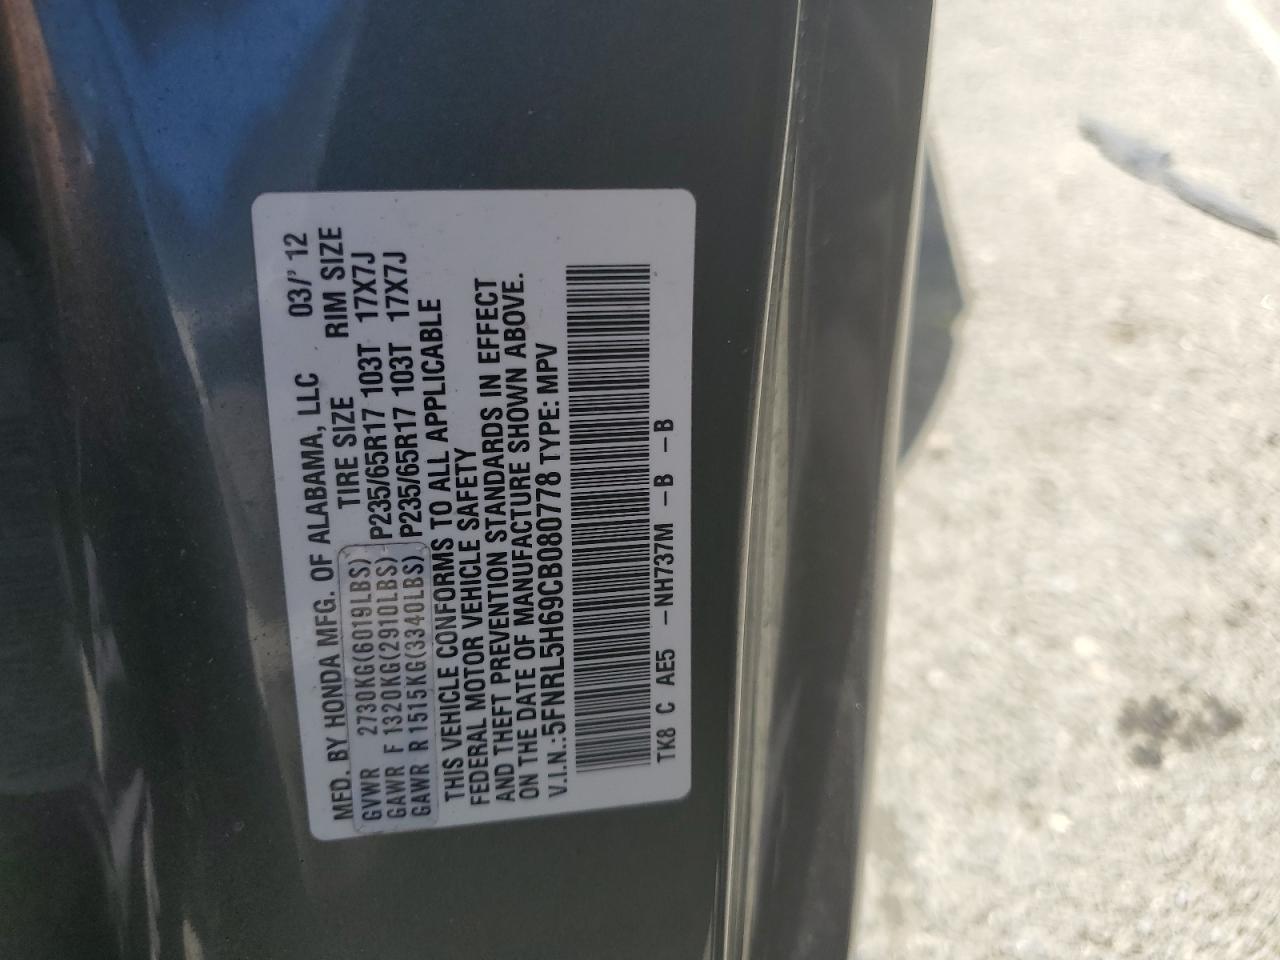 MFD. BY HONDA MFG. OF ALABAMA, LLC 03/' 12
TIRE SIZE RIM SIZE
GVWR 2730KG(6019LBS)
GAWR F 1320KG(2910LBS) P235/65R17 103T 17X7J
GAWR R 1515KG(3340LBS) P235/65R17 103T 17X7J
THIS VEHICLE CONFORMS TO ALL APPLICABLE
FEDERAL MOTOR VEHICLE SAFETY
AND THEFT PREVENTION STANDARDS IN EFFECT
ON THE DATE OF MANUFACTURE SHOWN ABOVE.
V.I.N.:5FNRL5H69CB080778 TYPE: MPV
TK8 C AE5 -NH737M -B -B